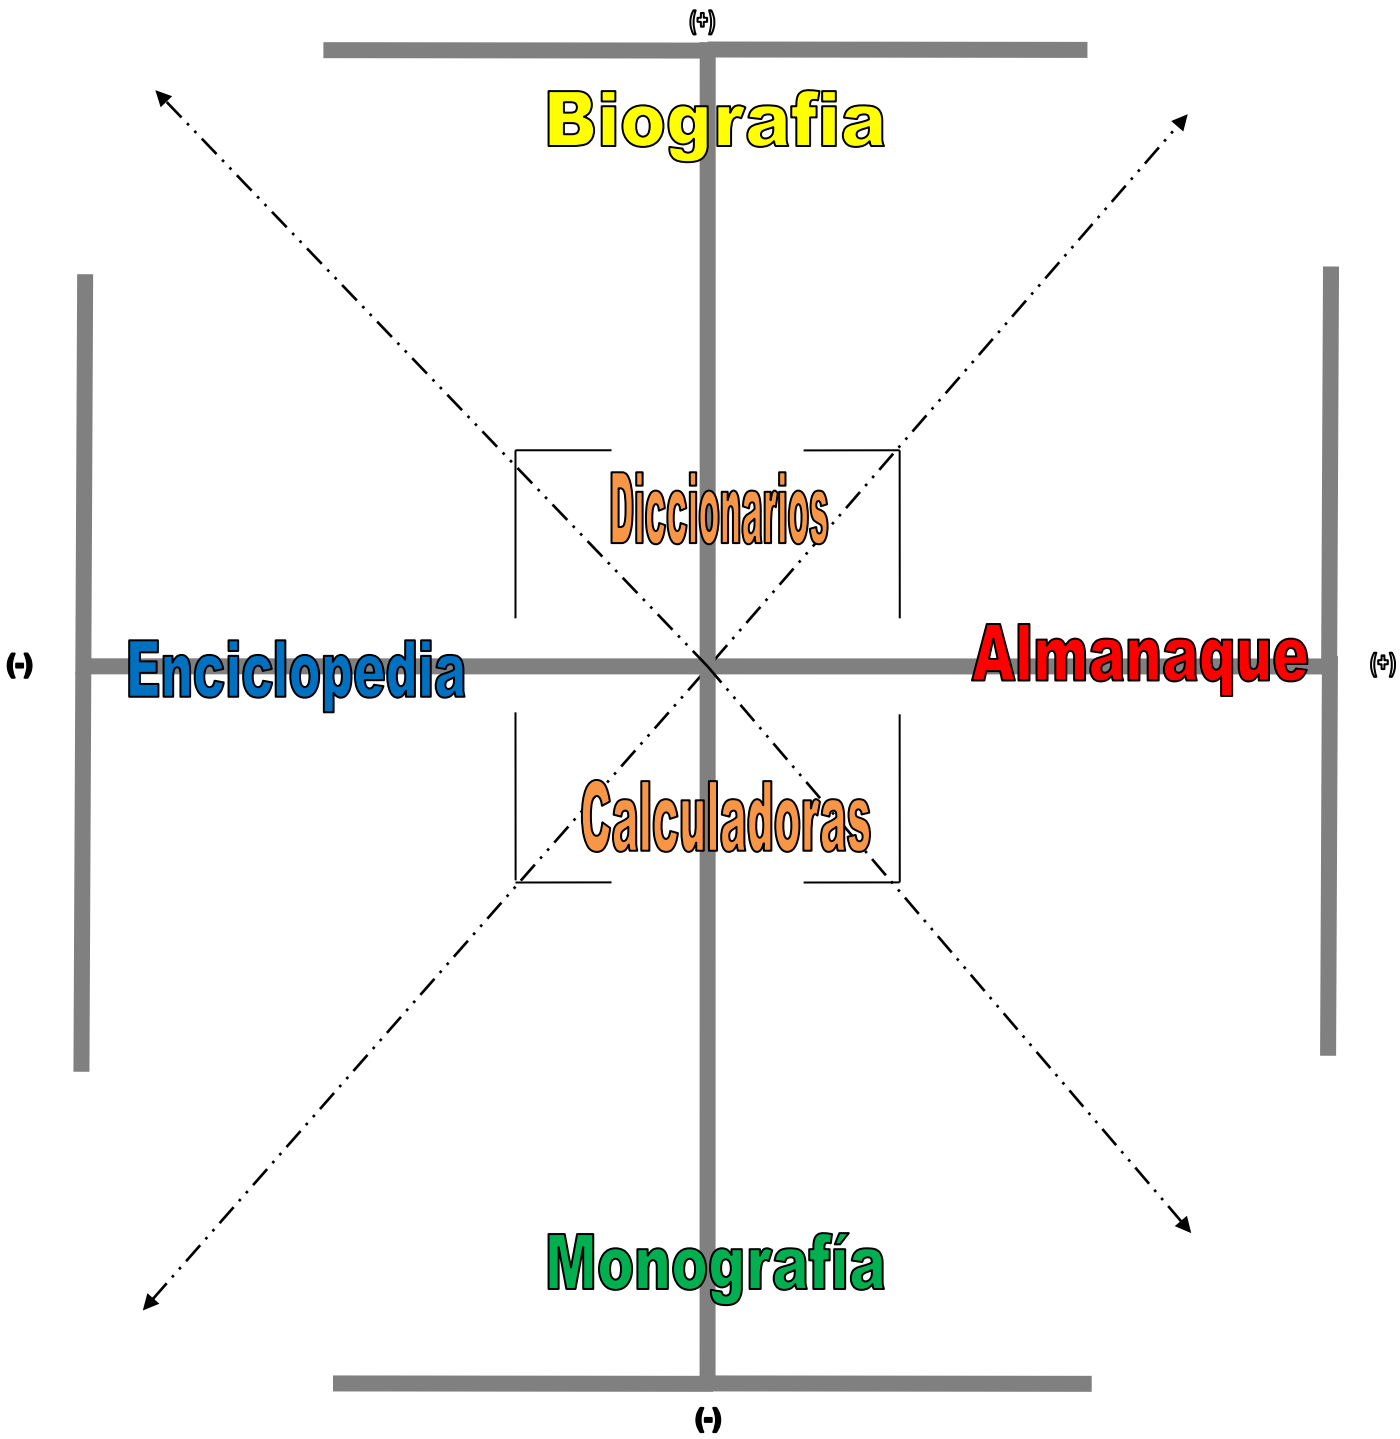 (+)
Biografia
Diccionarios
(-)
Enciclopedia
Almanaque
(+)
Calculadoras
Monografía
(-)